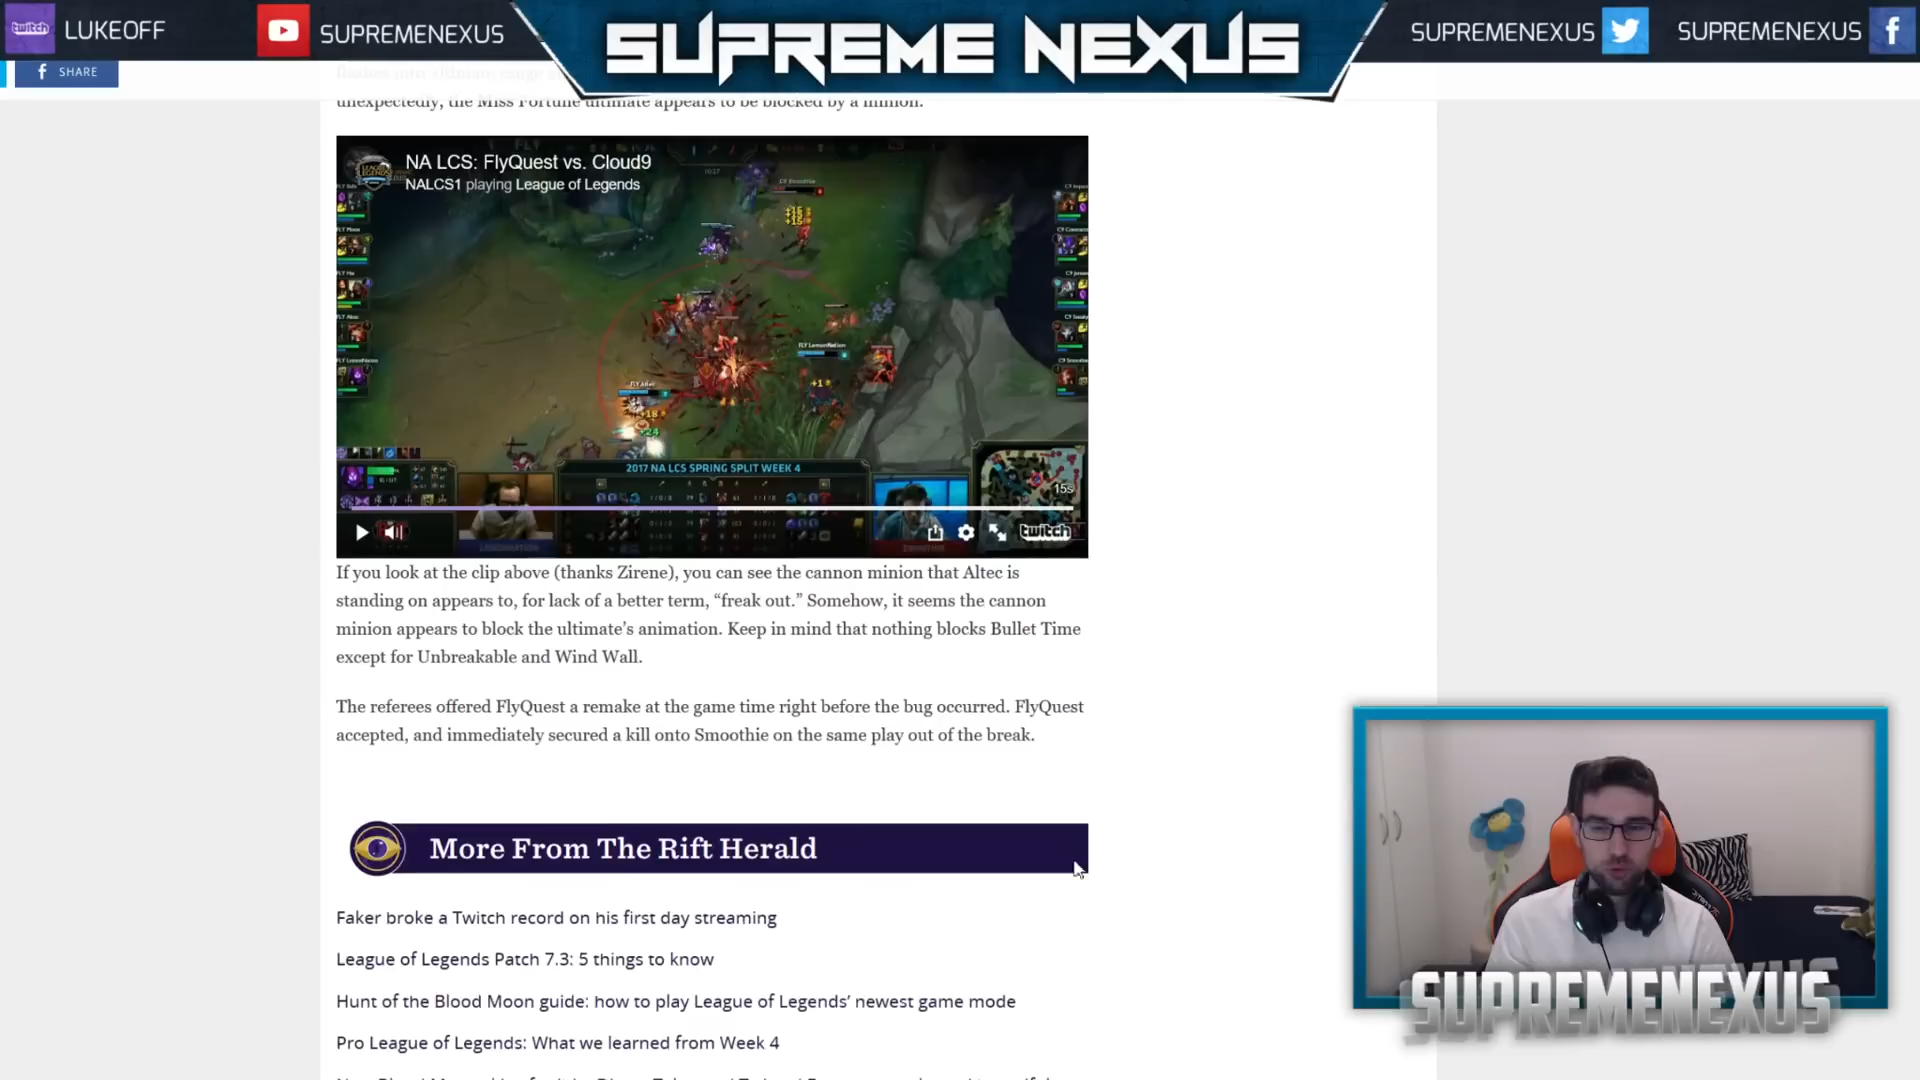 twitch LUKEOFF
SUPREMENEXUS
SUPREME NEXUS
SUPREMENEXUS
SUPREMENEXUS
SHARE
unexpectedly, the Miss Fortune ultimate appears to be blocked by a minion.
NA LCS: FlyQuest vs. Cloud9
NALCS1 playing League of Legends
FLY LemonNation
FLY Altec
+1
+18
+24
2017 NA LCS SPRING SPLIT WEEK 4
15s
twitch
If you look at the clip above (thanks Zirene), you can see the cannon minion that Altec is
standing on appears to, for lack of a better term, “freak out.” Somehow, it seems the cannon
minion appears to block the ultimate’s animation. Keep in mind that nothing blocks Bullet Time
except for Unbreakable and Wind Wall.
The referees offered FlyQuest a remake at the game time right before the bug occurred. FlyQuest
accepted, and immediately secured a kill onto Smoothie on the same play out of the break.
More From The Rift Herald
Faker broke a Twitch record on his first day streaming
League of Legends Patch 7.3: 5 things to know
Hunt of the Blood Moon guide: how to play League of Legends’ newest game mode
Pro League of Legends: What we learned from Week 4
SUPREMENEXUS